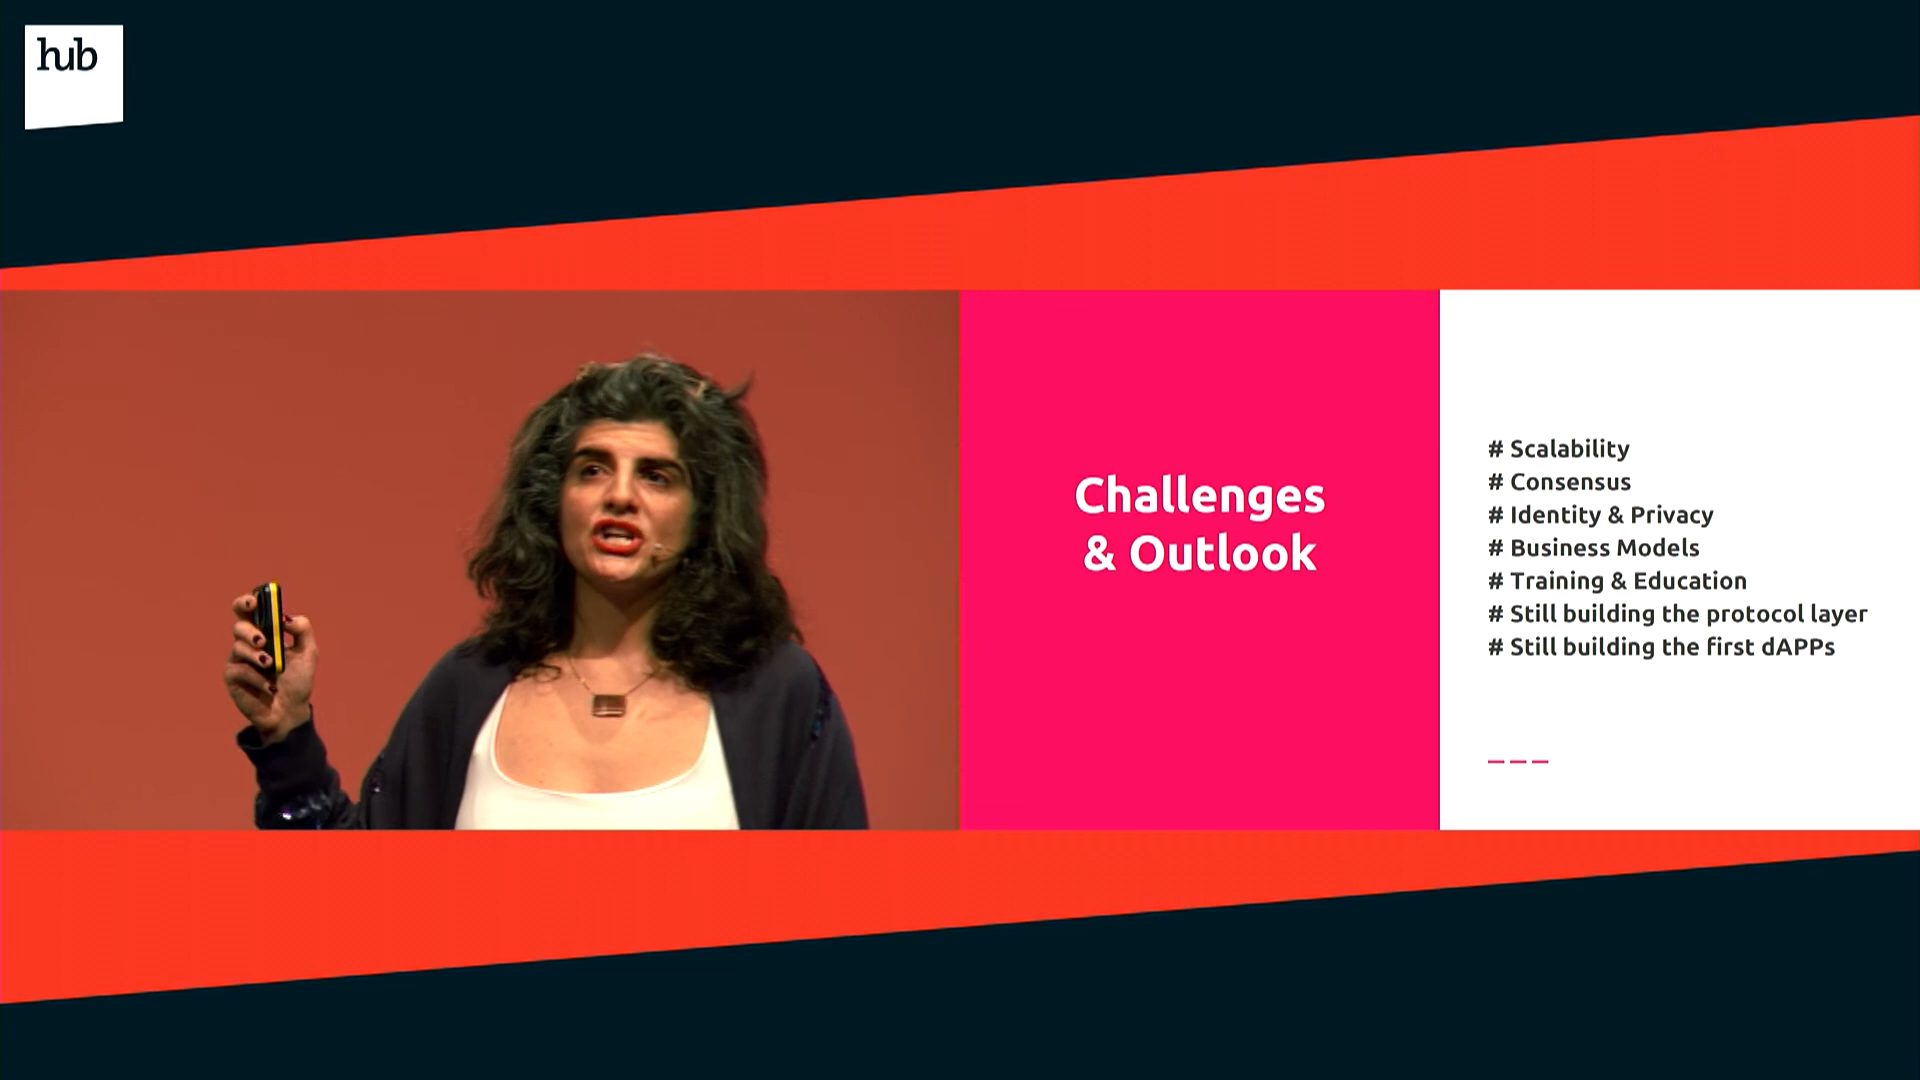 hub
Challenges
& Outlook
# Scalability
# Consensus
# Identity & Privacy
# Business Models
# Training & Education
# Still building the protocol layer
# Still building the first dAPPs